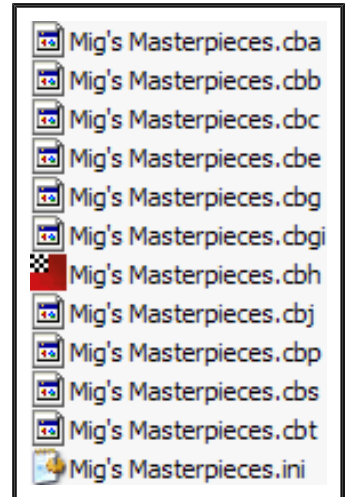 Mig's Masterpieces.cba
Mig's Masterpieces.cbb
Mig's Masterpieces.cbc
Mig's Masterpieces.cbe
Mig's Masterpieces.cbg
Mig's Masterpieces.cbgi
Mig's Masterpieces.cbh
Mig's Masterpieces.cbj
Mig's Masterpieces.cbp
Mig's Masterpieces.cbs
Mig's Masterpieces.cbt
Mig's Masterpieces.ini